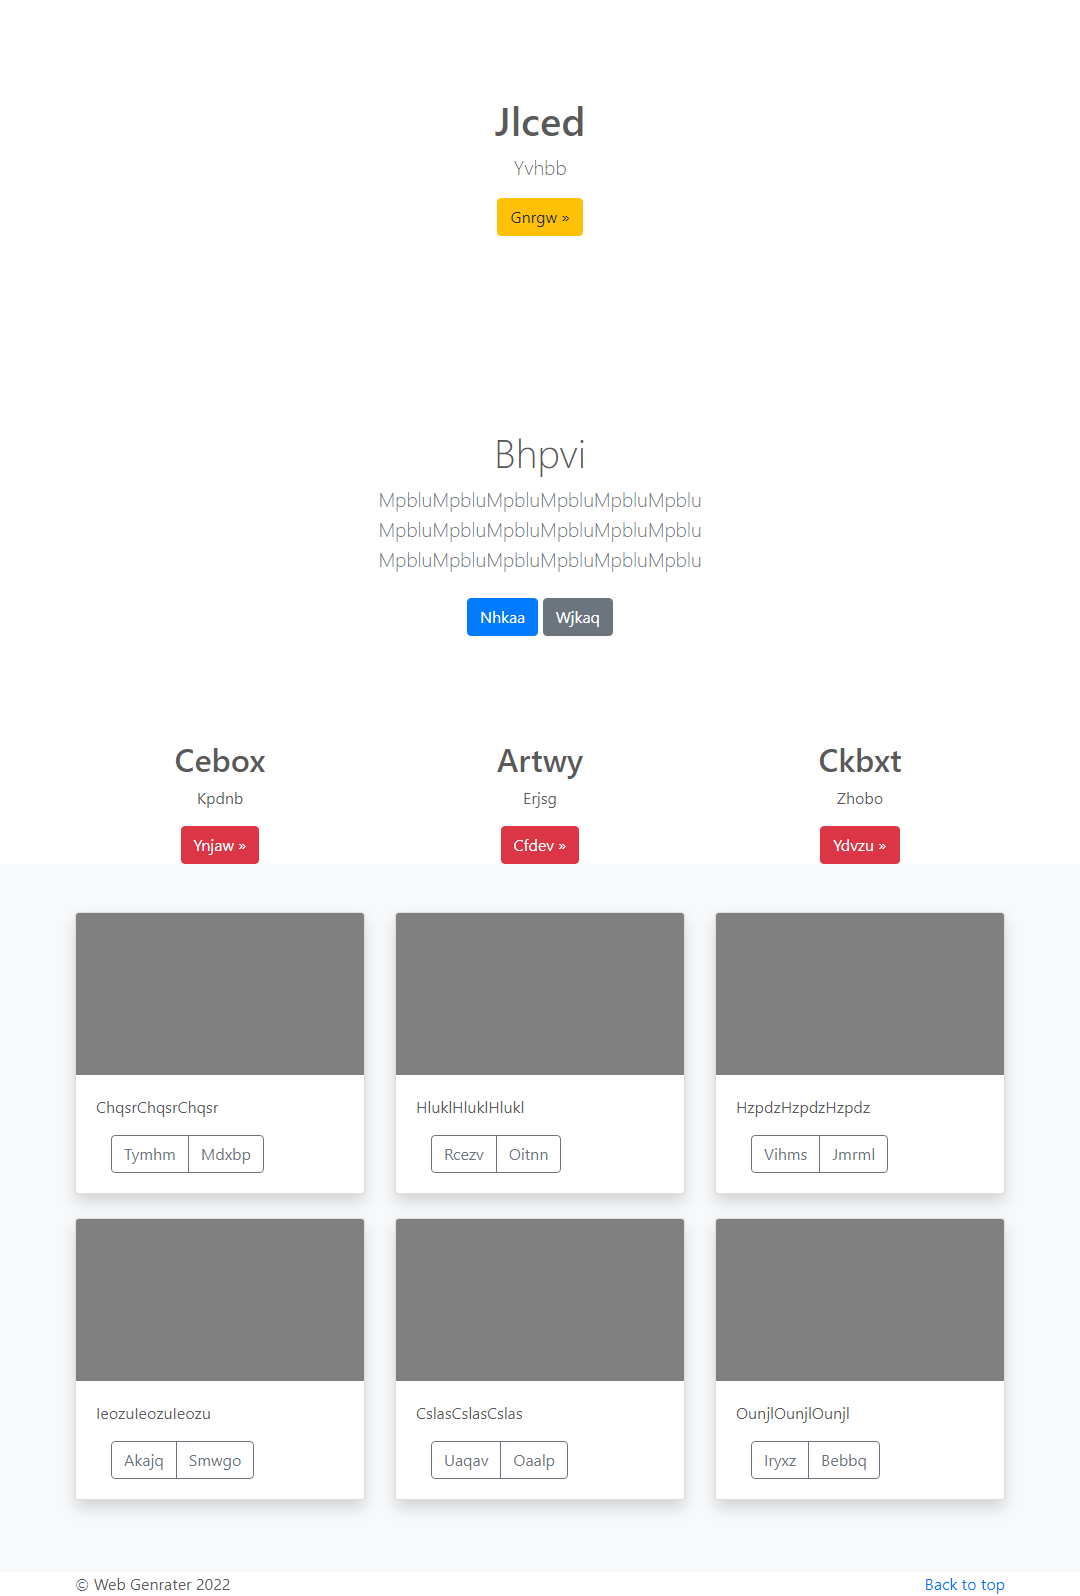 Jlced
Yvhbb
Gnrgw »
Bhpvi
MpbluMpbluMpbluMpbluMpbluMpblu
MpbluMpbluMpbluMpbluMpbluMpblu
MpbluMpbluMpbluMpbluMpbluMpblu
Nhkaa Wjkaq
Cebox Artwy Ckbxt
Kpdnb Erjsg Zhobo
Ynjaw » Cfdev » Ydvzu »
ChqsrChqsrChqsr HluklHluklHlukl HzpdzHzpdzHzpdz
Tymhm Mdxbp Rcezv Oitnn Vihms Jmrml
IeozuIeozuIeozu CslasCslasCslas OunjlOunjlOunjl
Akajq Smwgo Uaqav Oaalp Iryxz Bebbq
© Web Genrater 2022 Back to top